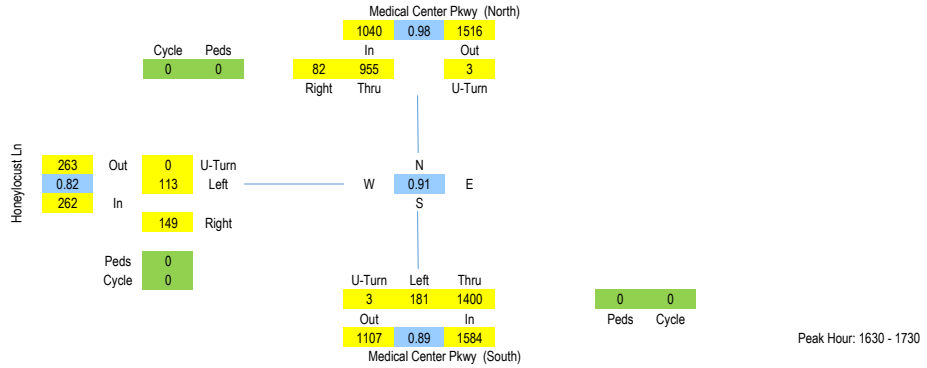 Medical Center Pkwy (North)
1040 0.98 1516
Cycle Peds In Out
0 0 82 955 3
Right Thru U-Turn
Honeylocust Ln
263 Out 0 U-Turn N
0.82 113 Left W 0.91 E
262 In S
149 Right
Peds 0
Cycle 0
U-Turn Left Thru
3 181 1400 0 0
Out In Peds Cycle
1107 0.89 1584 Peak Hour: 1630 - 1730
Medical Center Pkwy (South)